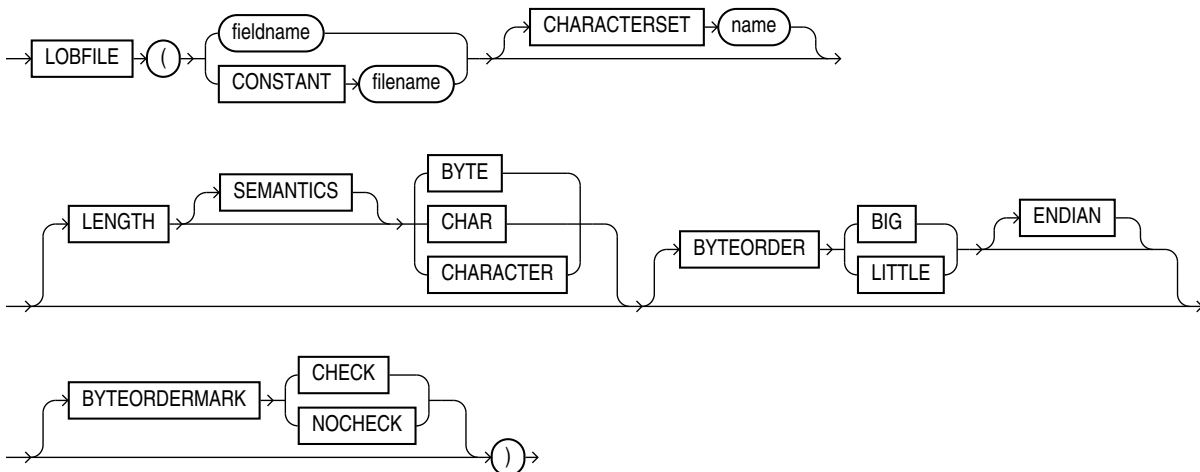 LOBFILE ( fieldname CHARACTERSET name
CONSTANT filename
LENGTH SEMANTICS BYTE
CHAR
CHARACTER
BYTEORDER BIG ENDIAN
LITTLE
BYTEORDERMARK CHECK
NOCHECK
)